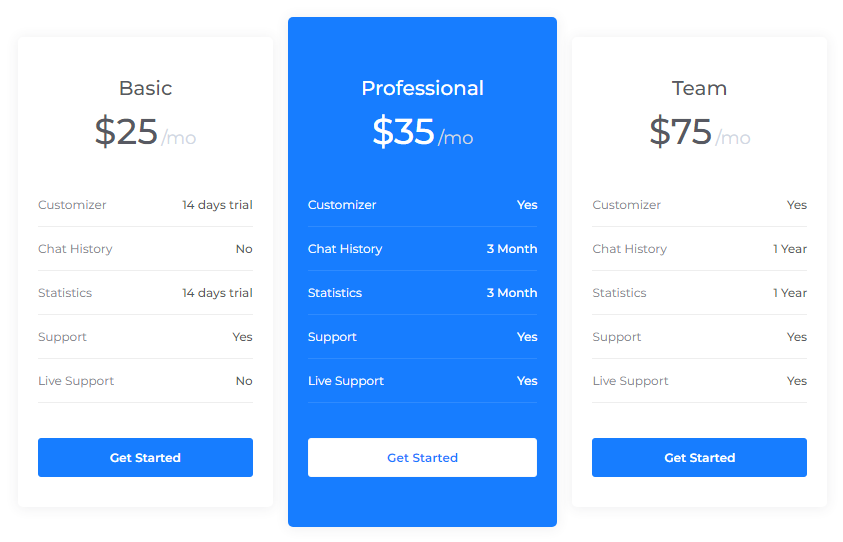 Basic
$25 /mo
Customizer 14 days trial
Chat History No
Statistics 14 days trial
Support Yes
Live Support No
Get Started
Professional
$35 /mo
Customizer Yes
Chat History 3 Month
Statistics 3 Month
Support Yes
Live Support Yes
Get Started
Team
$75 /mo
Customizer Yes
Chat History 1 Year
Statistics 1 Year
Support Yes
Live Support Yes
Get Started